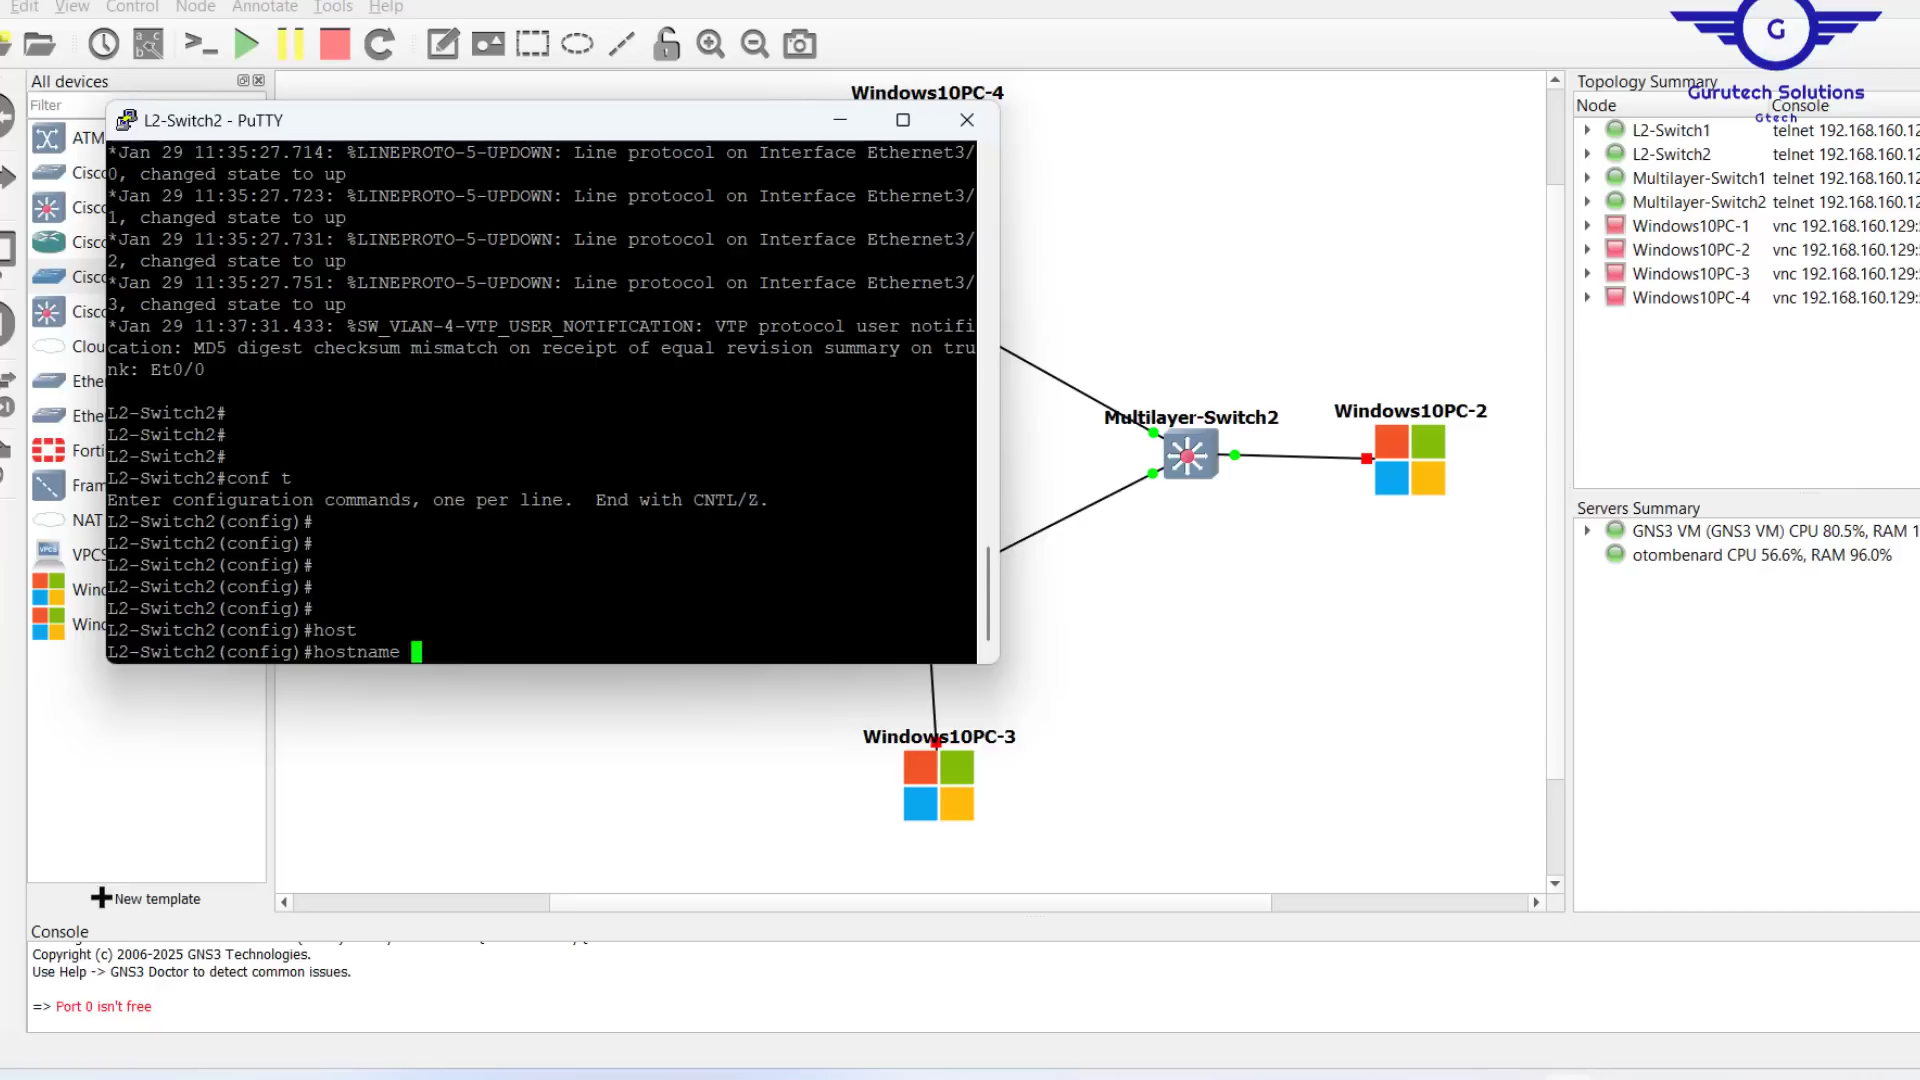 Edit View Control Node Annotate Tools Help
G
Gurutech Solutions
Gtech
All devices
Filter
ATM
Cisc
Cisc
Cisc
Cisc
Cisc
Clou
Ethe
Ethe
Forti
Fram
NAT
VPCS
Wind
Wind
New template
L2-Switch2 - PuTTY
*Jan 29 11:35:27.714: %LINEPROTO-5-UPDOWN: Line protocol on Interface Ethernet3/
0, changed state to up
*Jan 29 11:35:27.723: %LINEPROTO-5-UPDOWN: Line protocol on Interface Ethernet3/
1, changed state to up
*Jan 29 11:35:27.731: %LINEPROTO-5-UPDOWN: Line protocol on Interface Ethernet3/
2, changed state to up
*Jan 29 11:35:27.751: %LINEPROTO-5-UPDOWN: Line protocol on Interface Ethernet3/
3, changed state to up
*Jan 29 11:37:31.433: %SW_VLAN-4-VTP_USER_NOTIFICATION: VTP protocol user notifi
cation: MD5 digest checksum mismatch on receipt of equal revision summary on tru
nk: Et0/0
L2-Switch2#
L2-Switch2#
L2-Switch2#
L2-Switch2#conf t
Enter configuration commands, one per line.  End with CNTL/Z.
L2-Switch2(config)#
L2-Switch2(config)#
L2-Switch2(config)#
L2-Switch2(config)#
L2-Switch2(config)#
L2-Switch2(config)#host
L2-Switch2(config)#hostname
Windows10PC-4
Multilayer-Switch2
Windows10PC-2
Windows10PC-3
Topology Summary
Node Console
L2-Switch1 telnet 192.168.160.12
L2-Switch2 telnet 192.168.160.12
Multilayer-Switch1 telnet 192.168.160.12
Multilayer-Switch2 telnet 192.168.160.12
Windows10PC-1 vnc 192.168.160.129:
Windows10PC-2 vnc 192.168.160.129:
Windows10PC-3 vnc 192.168.160.129:
Windows10PC-4 vnc 192.168.160.129:
Servers Summary
GNS3 VM (GNS3 VM) CPU 80.5%, RAM 1
otombenard CPU 56.6%, RAM 96.0%
Console
Copyright (c) 2006-2025 GNS3 Technologies.
Use Help -> GNS3 Doctor to detect common issues.
=> Port 0 isn't free